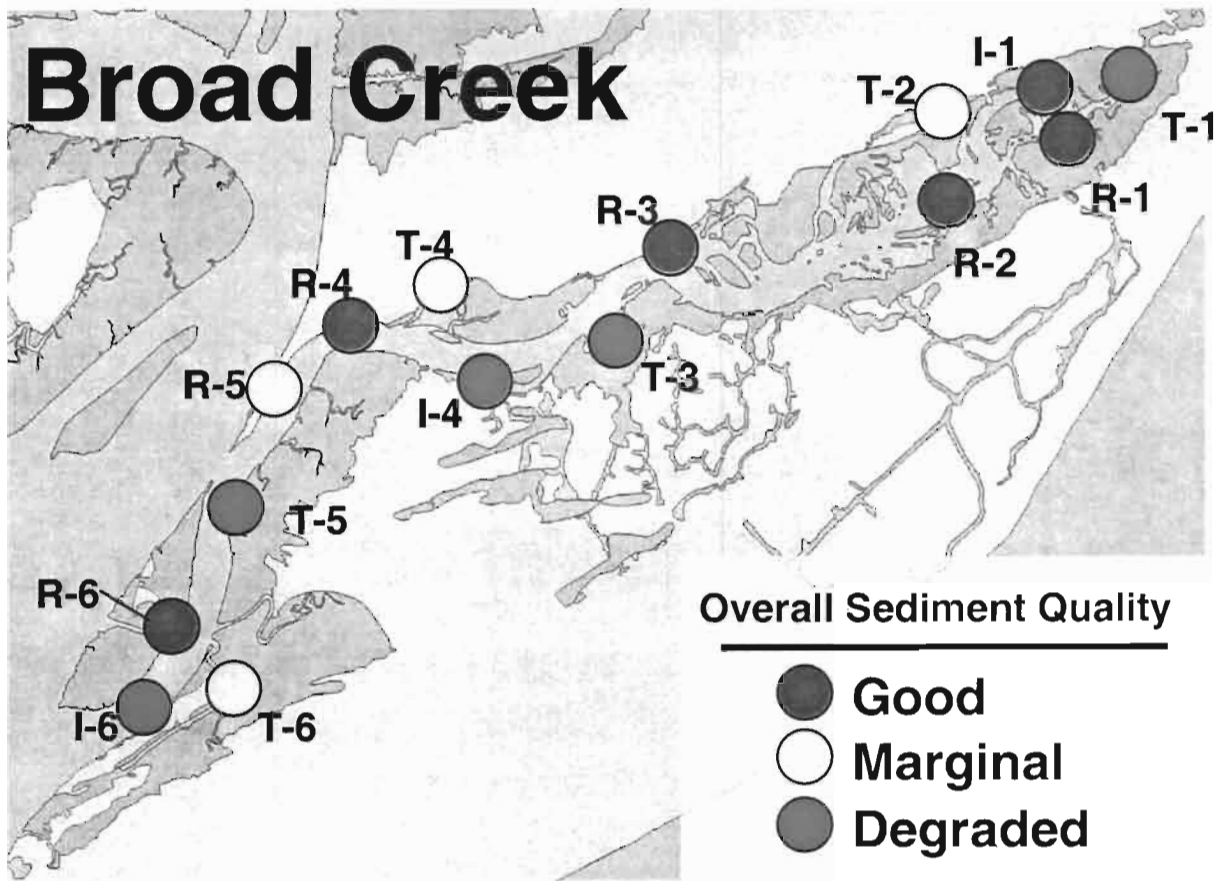 Broad Creek
I-1
T-2
T-1
R-1
R-3
R-2
T-4
R-4
T-3
R-5
I-4
T-5
R-6
I-6
T-6
Overall Sediment Quality
Good
Marginal
Degraded